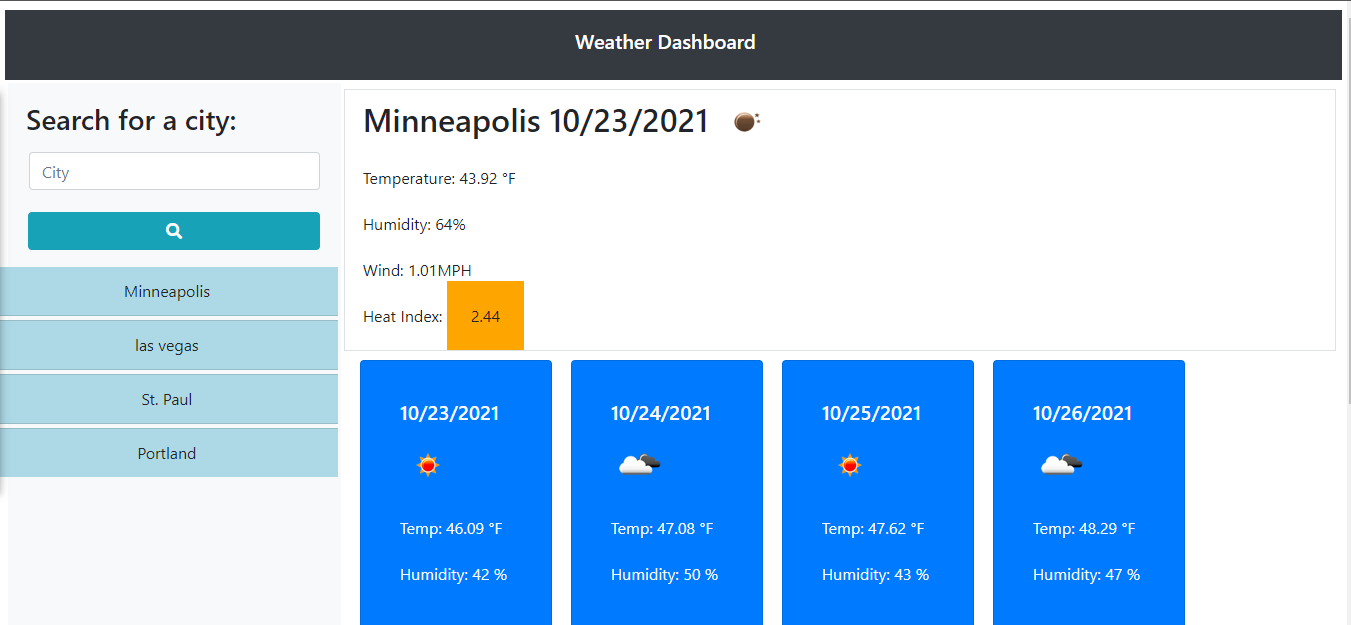 Weather Dashboard
Search for a city:
City
Minneapolis
las vegas
St. Paul
Portland
Minneapolis 10/23/2021
Temperature: 43.92 °F
Humidity: 64%
Wind: 1.01MPH
Heat Index: 2.44
10/23/2021
Temp: 46.09 °F
Humidity: 42 %
10/24/2021
Temp: 47.08 °F
Humidity: 50 %
10/25/2021
Temp: 47.62 °F
Humidity: 43 %
10/26/2021
Temp: 48.29 °F
Humidity: 47 %